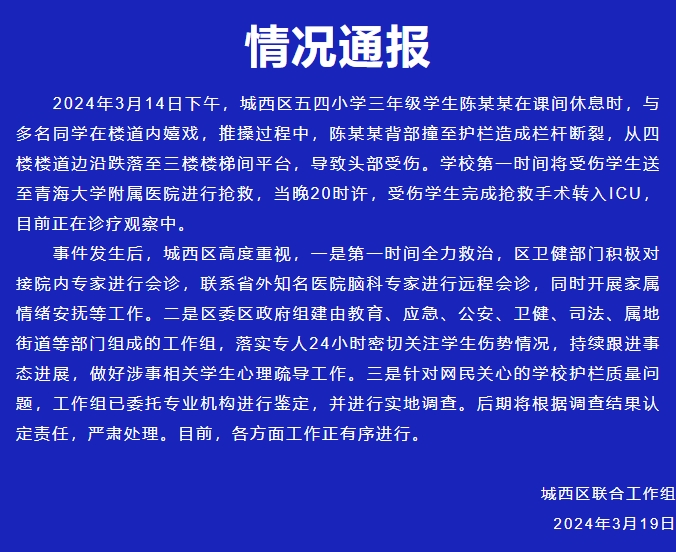 情况通报
2024年3月14日下午，城西区五四小学三年级学生陈某某在课间休息时，与
多名同学在楼道内嬉戏，推搡过程中，陈某某背部撞至护栏造成栏杆断裂，从四
楼楼道边沿跌落至三楼楼梯间平台，导致头部受伤。学校第一时间将受伤学生送
至青海大学附属医院进行抢救，当晚20时许，受伤学生完成抢救手术转入ICU，
目前正在诊疗观察中。
事件发生后，城西区高度重视，一是第一时间全力救治，区卫健部门积极对
接院内专家进行会诊，联系省外知名医院脑科专家进行远程会诊，同时开展家属
情绪安抚等工作。二是区委区政府组建由教育、应急、公安、卫健、司法、属地
街道等部门组成的工作组，落实专人24小时密切关注学生伤势情况，持续跟进事
态进展，做好涉事相关学生心理疏导工作。三是针对网民关心的学校护栏质量问
题，工作组已委托专业机构进行鉴定，并进行实地调查。后期将根据调查结果认
定责任，严肃处理。目前，各方面工作正有序进行。
城西区联合工作组
2024年3月19日